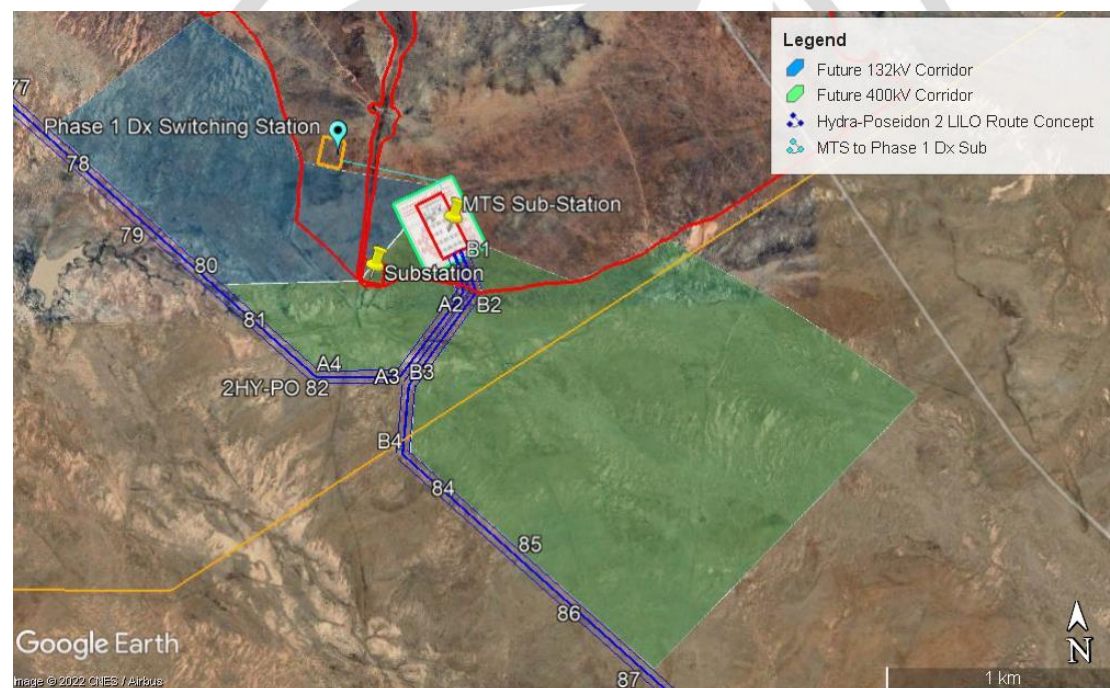 Legend
Future 132kV Corridor
Future 400kV Corridor
Hydra-Poseidon 2 LILO Route Concept
MTS to Phase 1 Dx Sub
77
Phase 1 Dx Switching Station
78
MTS Sub-Station
79
B1
80
Substation
A2 B2
81
A4
A3 B3
2HY-PO 82
B4
84
85
86
87
Google Earth
Image © 2022 CNES / Airbus
N
1 km